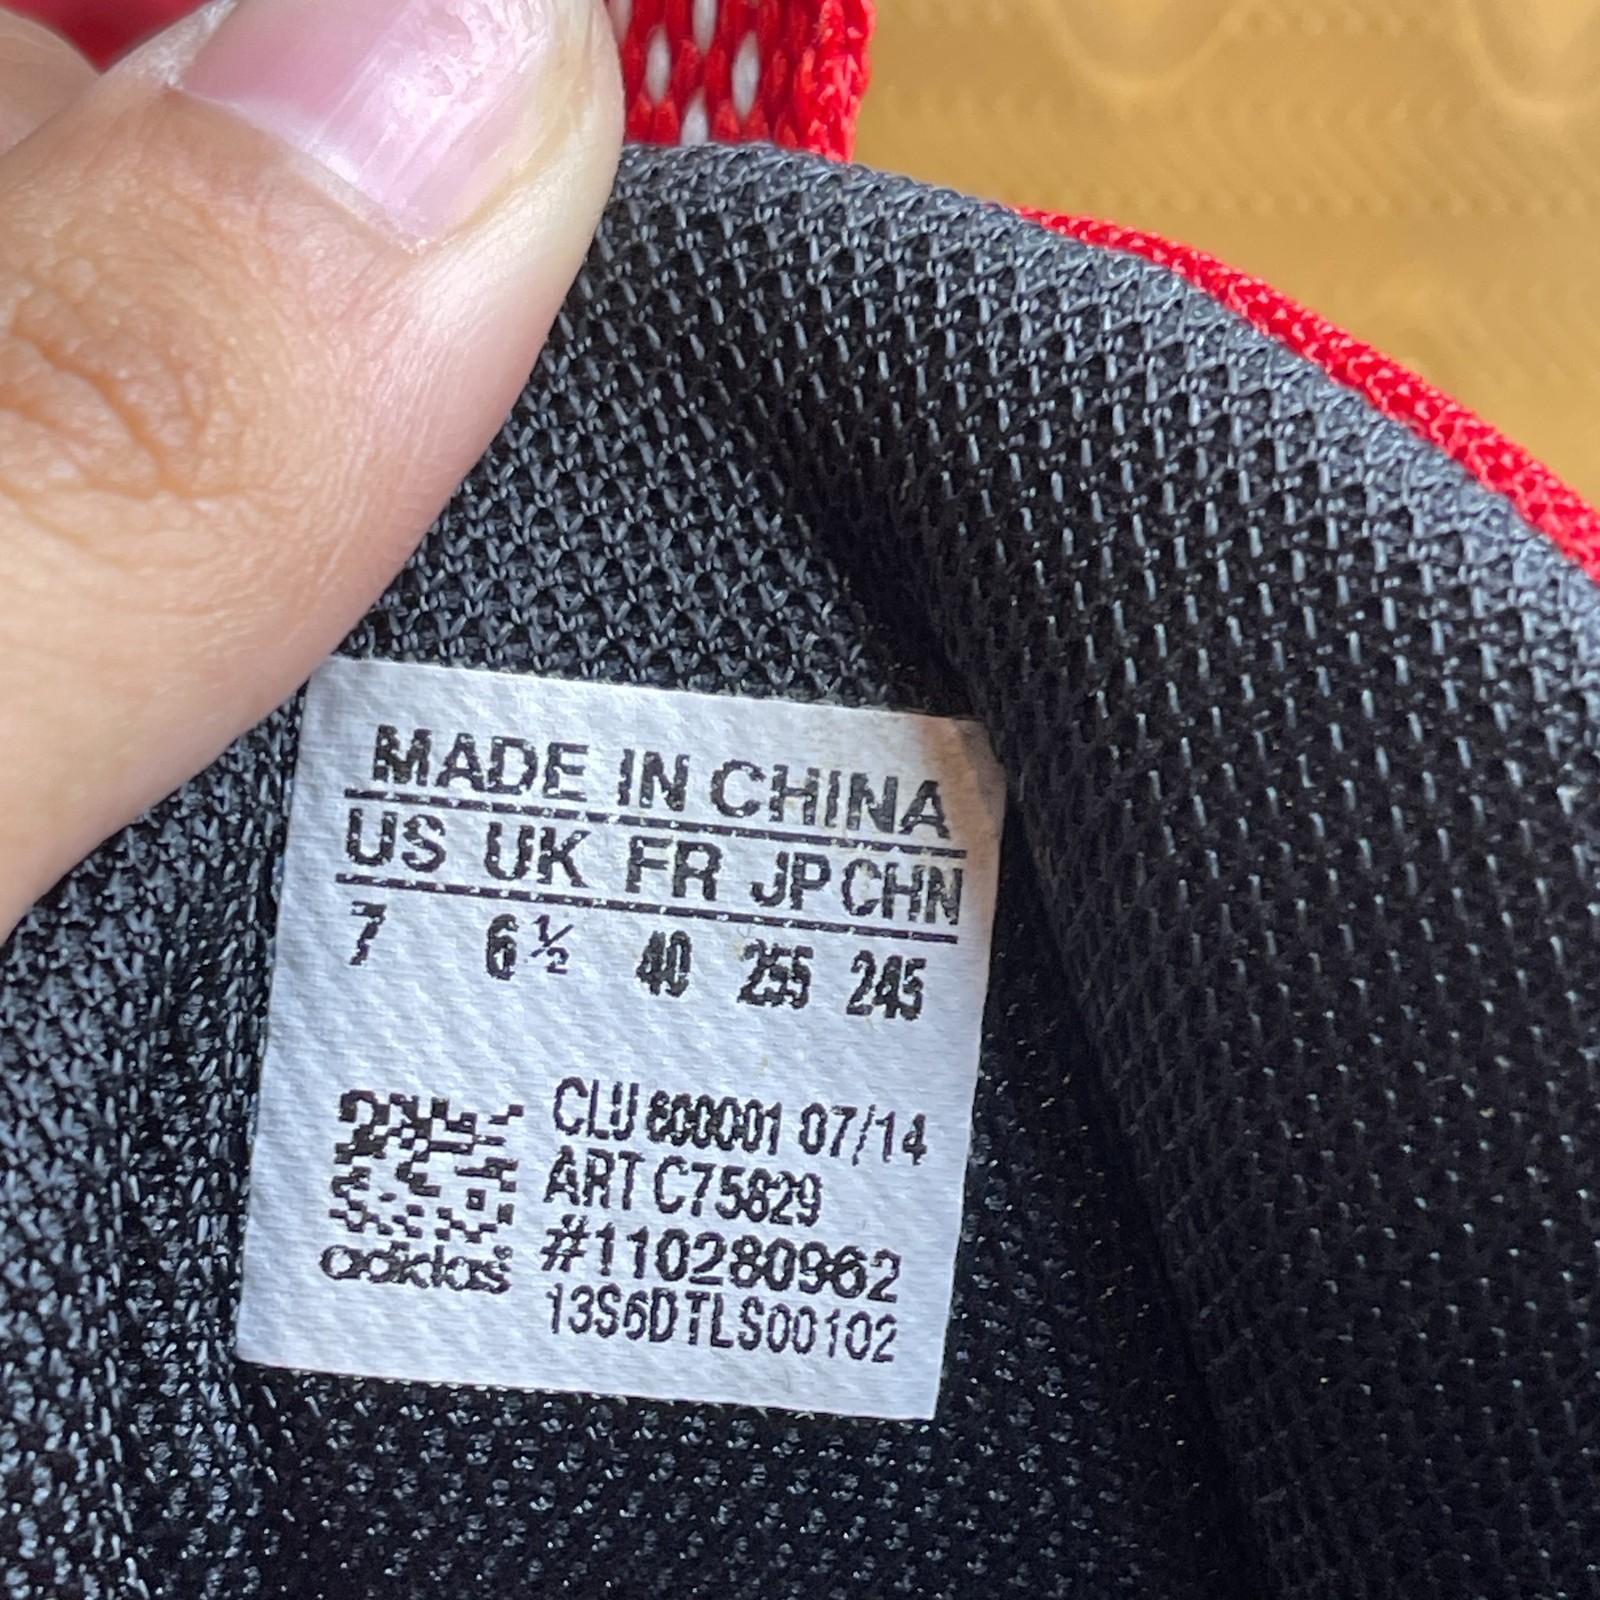 MADE IN CHINA
US UK FR JP CHN
7 6½ 40 255 245
CLU 600001 07/14
ART C75829
#110280962
adidas®
13S6DTLS00102